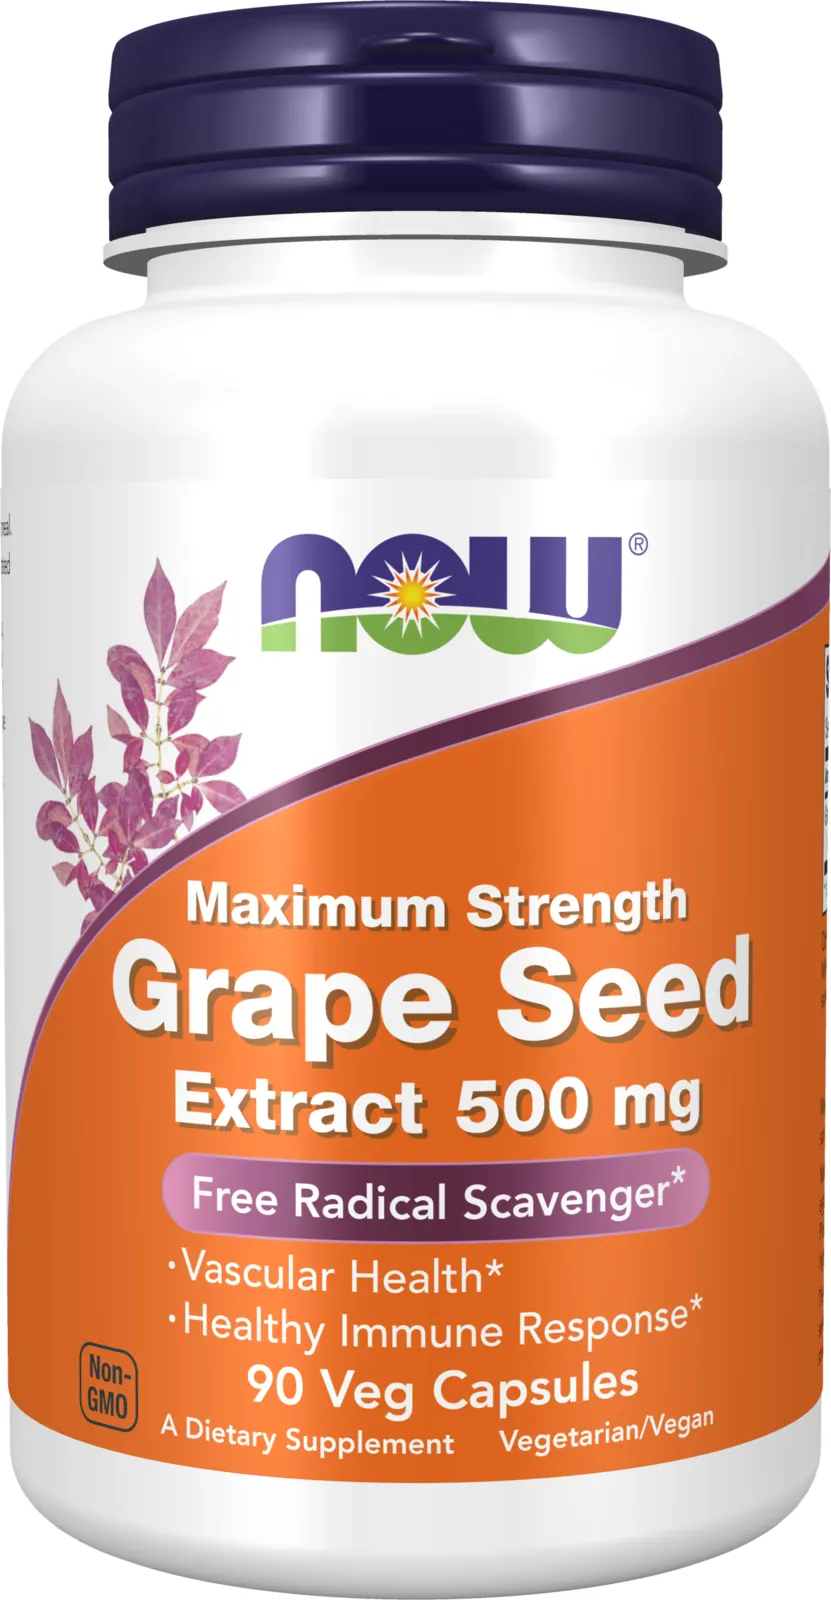 now®
Maximum Strength
Grape Seed
Extract 500 mg
Free Radical Scavenger*
·Vascular Health*
·Healthy Immune Response*
90 Veg Capsules
Non-
GMO
A Dietary Supplement Vegetarian/Vegan